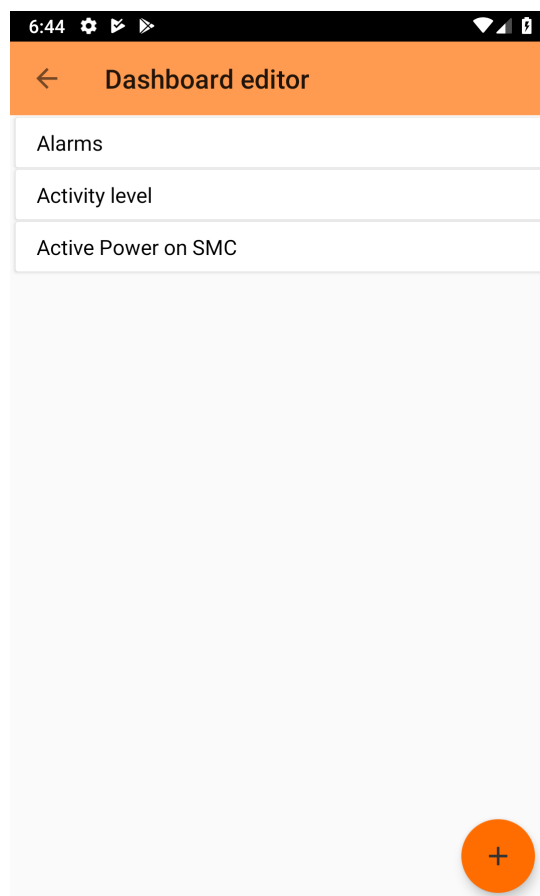 6:44
Dashboard editor
Alarms
Activity level
Active Power on SMC
+